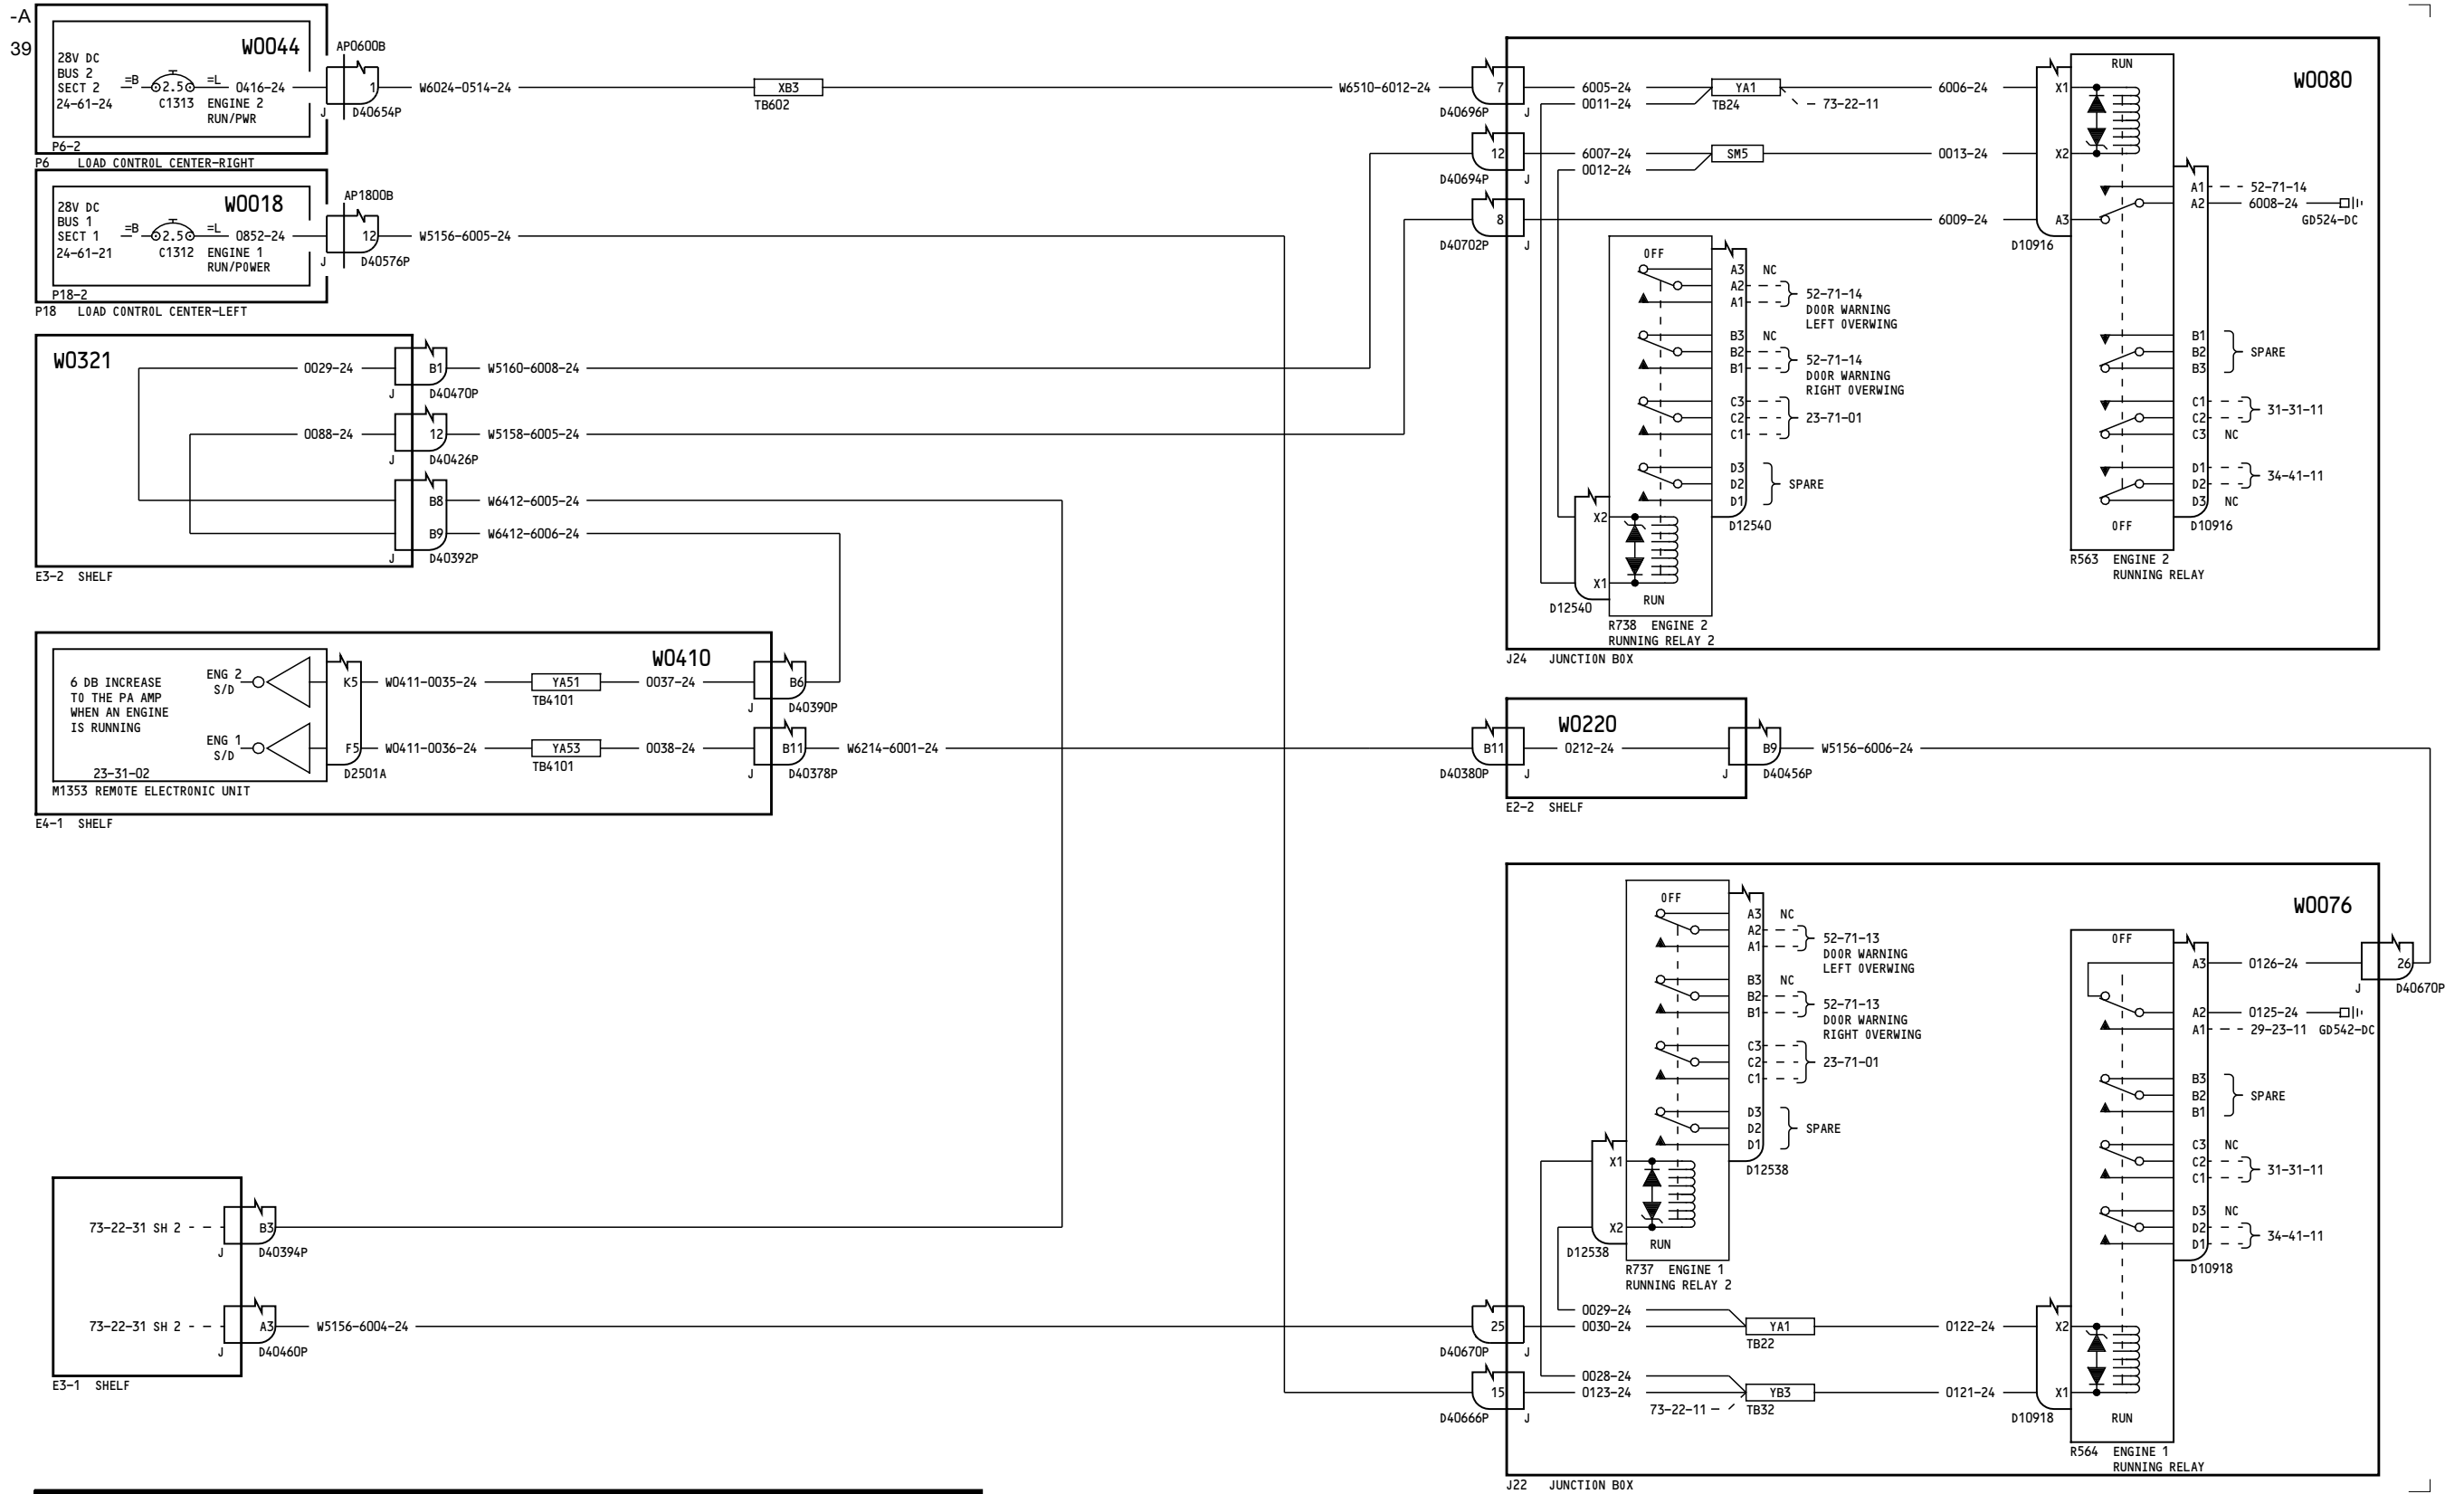 -A
39
W0044
28V DC
BUS 2
SECT 2
24-61-24
=B
2.5
C1313
=L
0416-24
ENGINE 2
RUN/PWR
AP0600B
1
J
D40654P
W6024-0514-24
XB3
TB602
W6510-6012-24
P6-2
P6 LOAD CONTROL CENTER-RIGHT
W0018
28V DC
BUS 1
SECT 1
24-61-21
=B
2.5
C1312
=L
0852-24
ENGINE 1
RUN/POWER
AP1800B
12
J
D40576P
W5156-6005-24
P18-2
P18 LOAD CONTROL CENTER-LEFT
W0321
0029-24
B1
J
D40470P
W5160-6008-24
0088-24
12
J
D40426P
W5158-6005-24
B8
W6412-6005-24
B9
W6412-6006-24
J
D40392P
E3-2 SHELF
W0410
6 DB INCREASE
TO THE PA AMP
WHEN AN ENGINE
IS RUNNING
ENG 2
S/D
K5
W0411-0035-24
YA51
TB4101
0037-24
B6
J
D40390P
ENG 1
S/D
F5
W0411-0036-24
YA53
TB4101
0038-24
B11
J
D40378P
W6214-6001-24
D2501A
23-31-02
M1353 REMOTE ELECTRONIC UNIT
E4-1 SHELF
73-22-31 SH 2
B3
J
D40394P
73-22-31 SH 2
A3
J
D40460P
W5156-6004-24
E3-1 SHELF
W0080
7
D40696P
J
6005-24
0011-24
YA1
TB24
73-22-11
6006-24
X1
12
D40694P
J
6007-24
0012-24
SM5
0013-24
X2
8
D40702P
J
6009-24
A3
D10916
RUN
A1
52-71-14
A2
6008-24
GD524-DC
B1
B2
B3
SPARE
C1
C2
31-31-11
C3
NC
D1
D2
34-41-11
D3
NC
OFF
D10916
R563 ENGINE 2
RUNNING RELAY
OFF
A3
NC
A2
A1
52-71-14
DOOR WARNING
LEFT OVERWING
B3
NC
B2
B1
52-71-14
DOOR WARNING
RIGHT OVERWING
C3
C2
C1
23-71-01
D3
D2
D1
SPARE
D12540
X2
X1
D12540
RUN
R738 ENGINE 2
RUNNING RELAY 2
J24 JUNCTION BOX
W0220
B11
D40380P
J
0212-24
B9
J
D40456P
W5156-6006-24
E2-2 SHELF
W0076
OFF
A3
NC
A2
A1
52-71-13
DOOR WARNING
LEFT OVERWING
B3
NC
B2
B1
52-71-13
DOOR WARNING
RIGHT OVERWING
C3
C2
C1
23-71-01
D3
D2
D1
SPARE
D12538
X1
X2
D12538
RUN
R737 ENGINE 1
RUNNING RELAY 2
OFF
A3
0126-24
26
J
D40670P
A2
0125-24
A1
29-23-11
GD542-DC
B3
B2
B1
SPARE
C3
NC
C2
C1
31-31-11
D3
NC
D2
D1
34-41-11
D10918
25
D40670P
J
0029-24
0030-24
YA1
TB22
0122-24
X2
15
D40666P
J
0028-24
0123-24
73-22-11
YB3
TB32
0121-24
X1
D10918
RUN
R564 ENGINE 1
RUNNING RELAY
J22 JUNCTION BOX